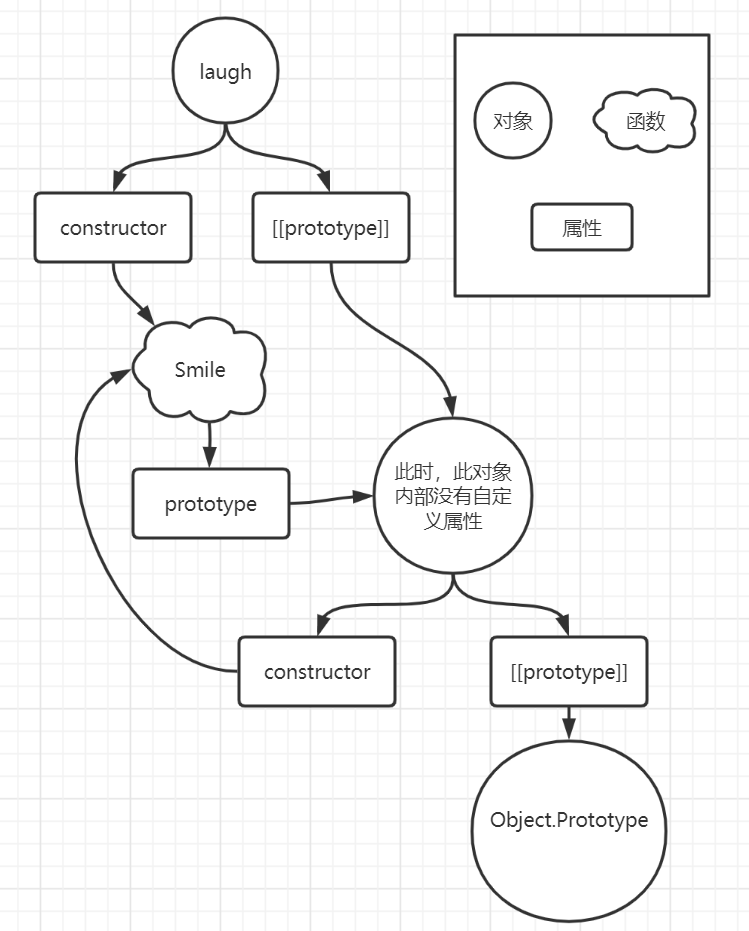 laugh
对象
函数
属性
constructor
[[prototype]]
Smile
prototype
此时，此对象
内部没有自定
义属性
constructor
[[prototype]]
Object.Prototype